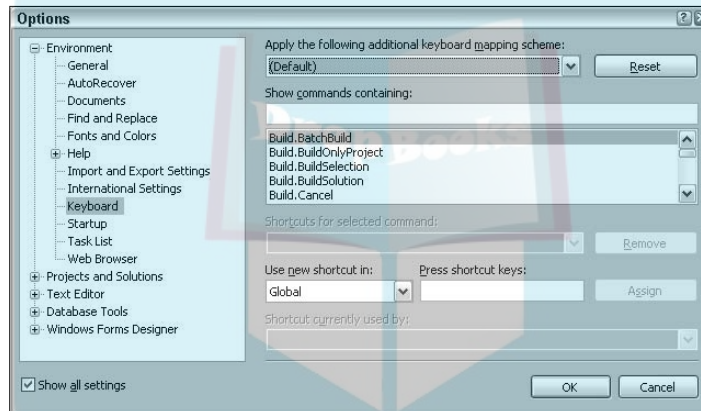 Options
Environment
General
AutoRecover
Documents
Find and Replace
Fonts and Colors
Help
Import and Export Settings
International Settings
Keyboard
Startup
Task List
Web Browser
Projects and Solutions
Text Editor
Database Tools
Windows Forms Designer
Show all settings
Apply the following additional keyboard mapping scheme:
(Default)
Reset
Show commands containing:
Build.BatchBuild
Build.BuildOnlyProject
Build.BuildSelection
Build.BuildSolution
Build.Cancel
Shortcuts for selected command:
Remove
Use new shortcut in:
Press shortcut keys:
Global
Assign
Shortcut currently used by:
OK
Cancel
Books